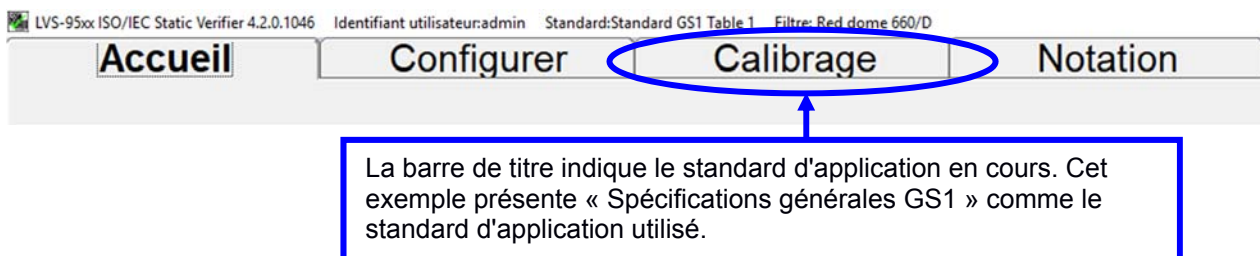 LVS-95xx ISO/IEC Static Verifier 4.2.0.1046 Identifiant utilisateur:admin Standard:Standard GS1 Table 1 Filtre: Red dome 660/D
Accueil Configurer Calibrage Notation
La barre de titre indique le standard d'application en cours. Cet
exemple présente « Spécifications générales GS1 » comme le
standard d'application utilisé.